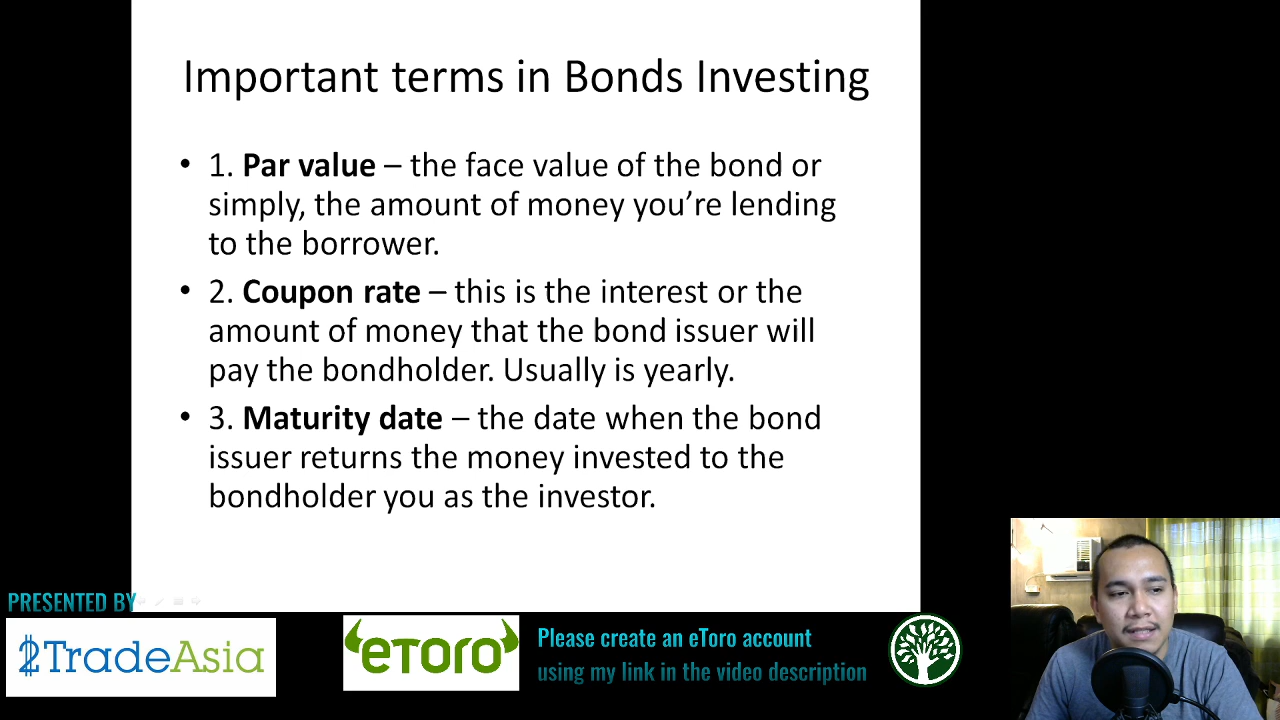 Important terms in Bonds Investing
• 1. Par value – the face value of the bond or
simply, the amount of money you’re lending
to the borrower.
• 2. Coupon rate – this is the interest or the
amount of money that the bond issuer will
pay the bondholder. Usually is yearly.
• 3. Maturity date – the date when the bond
issuer returns the money invested to the
bondholder you as the investor.
PRESENTED BY
2TradeAsia
eToro
Please create an eToro account
using my link in the video description